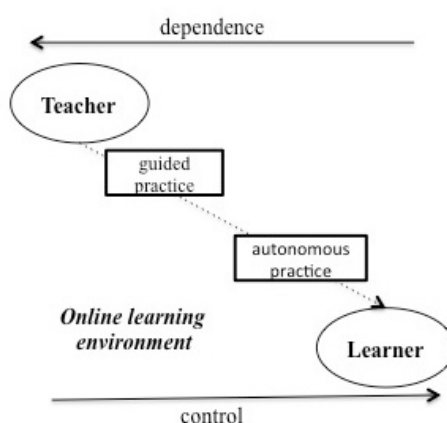 dependence
Teacher
guided
practice
autonomous
practice
Online learning
environment
Learner
control